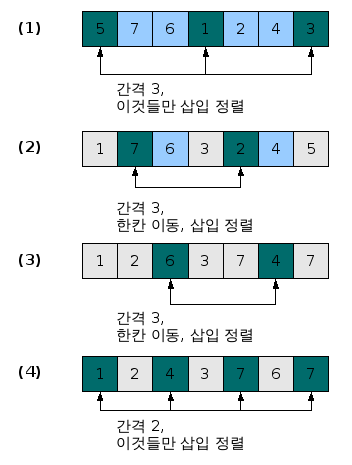 (1) 5 7 6 1 2 4 3
간격 3,
이것들만 삽입 정렬
(2) 1 7 6 3 2 4 5
간격 3,
한칸 이동, 삽입 정렬
(3) 1 2 6 3 7 4 7
간격 3,
한칸 이동, 삽입 정렬
(4) 1 2 4 3 7 6 7
간격 2,
이것들만 삽입 정렬